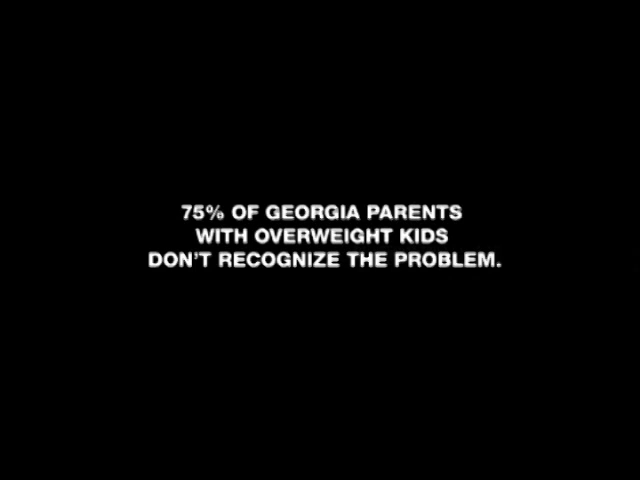 75% OF GEORGIA PARENTS
WITH OVERWEIGHT KIDS
DON'T RECOGNIZE THE PROBLEM.